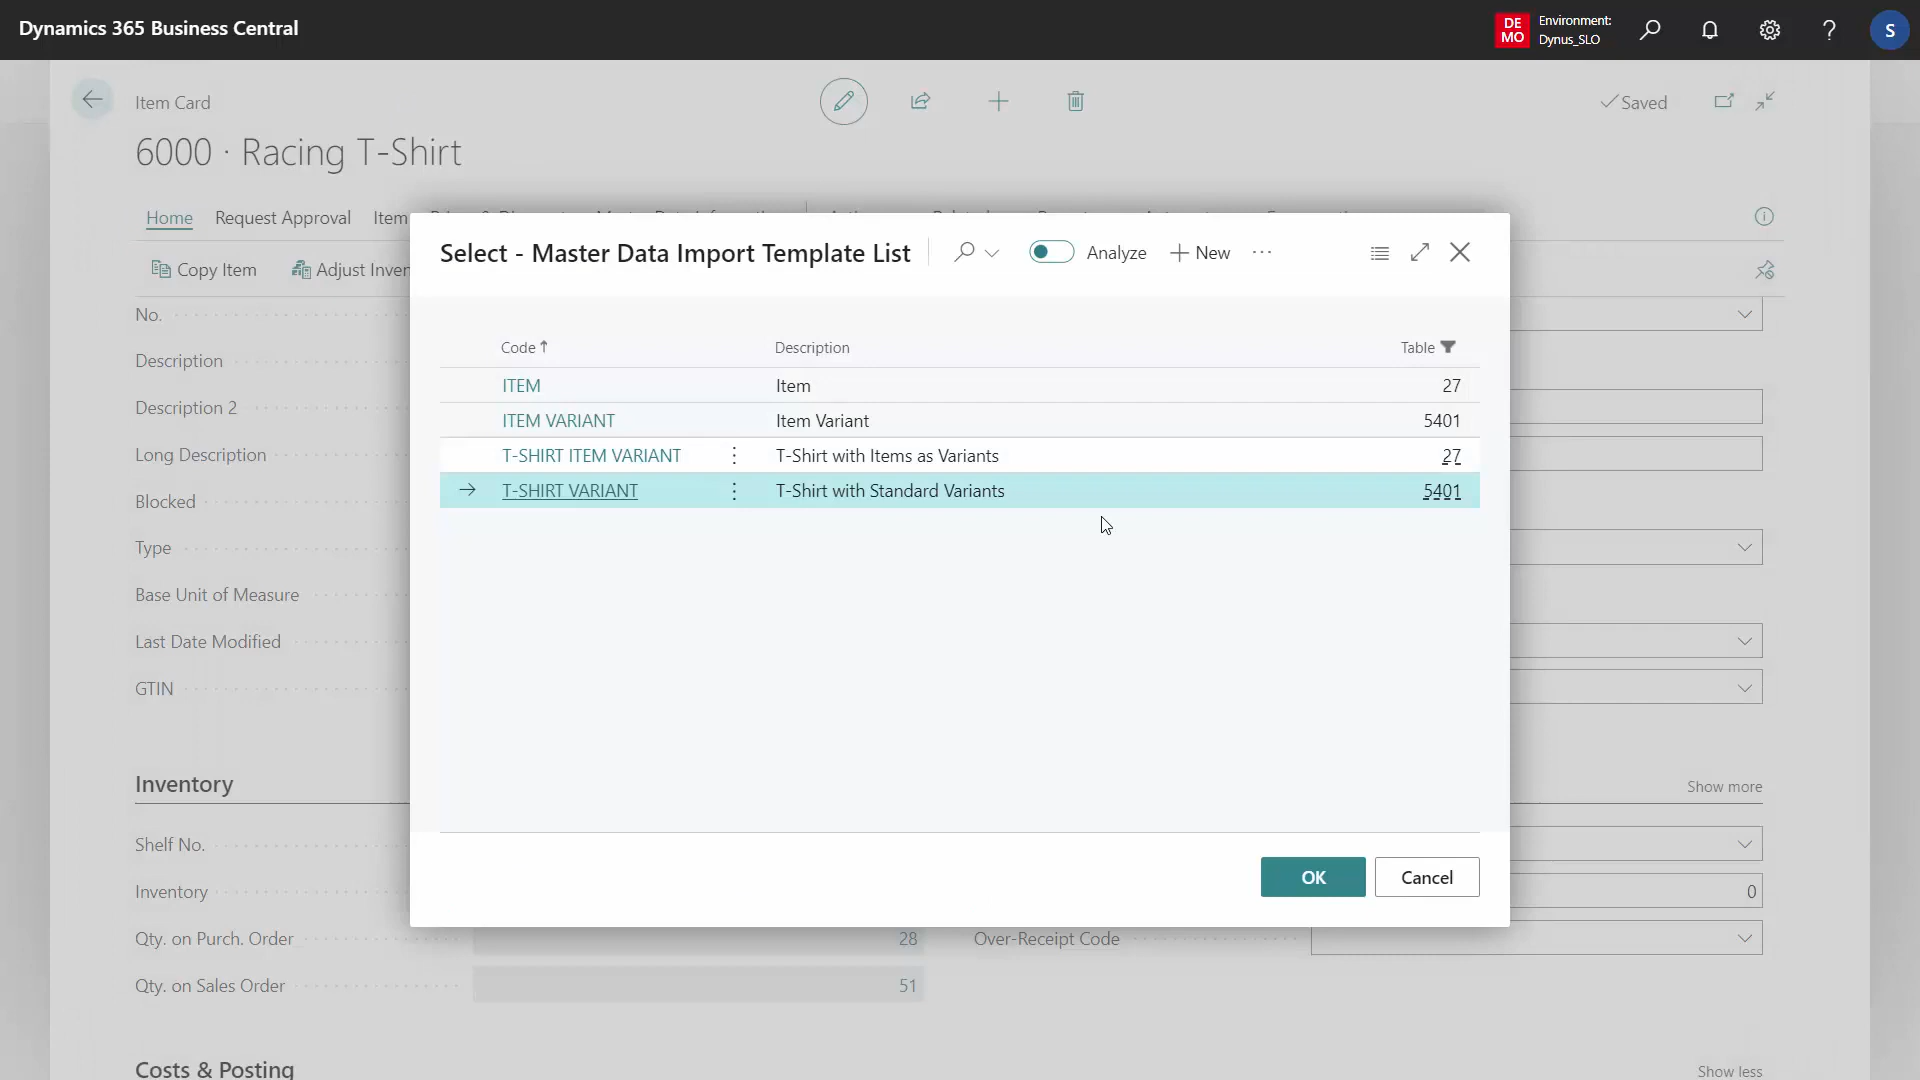 Dynamics 365 Business Central
DE
MO
Environment:
Dynus_SLO
S
Item Card
Saved
6000 · Racing T-Shirt
Home Request Approval Item
Copy Item Adjust Inver
Select - Master Data Import Template List
Analyze
New
Code Description Table
ITEM Item 27
ITEM VARIANT Item Variant 5401
T-SHIRT ITEM VARIANT T-Shirt with Items as Variants 27
T-SHIRT VARIANT T-Shirt with Standard Variants 5401
OK
Cancel
No.
Description
Description 2
Long Description
Blocked
Type
Base Unit of Measure
Last Date Modified
GTIN
Inventory
Show more
Shelf No.
Inventory
0
Qty. on Purch. Order 28
Over-Receipt Code
Qty. on Sales Order 51
Costs & Posting
Show less